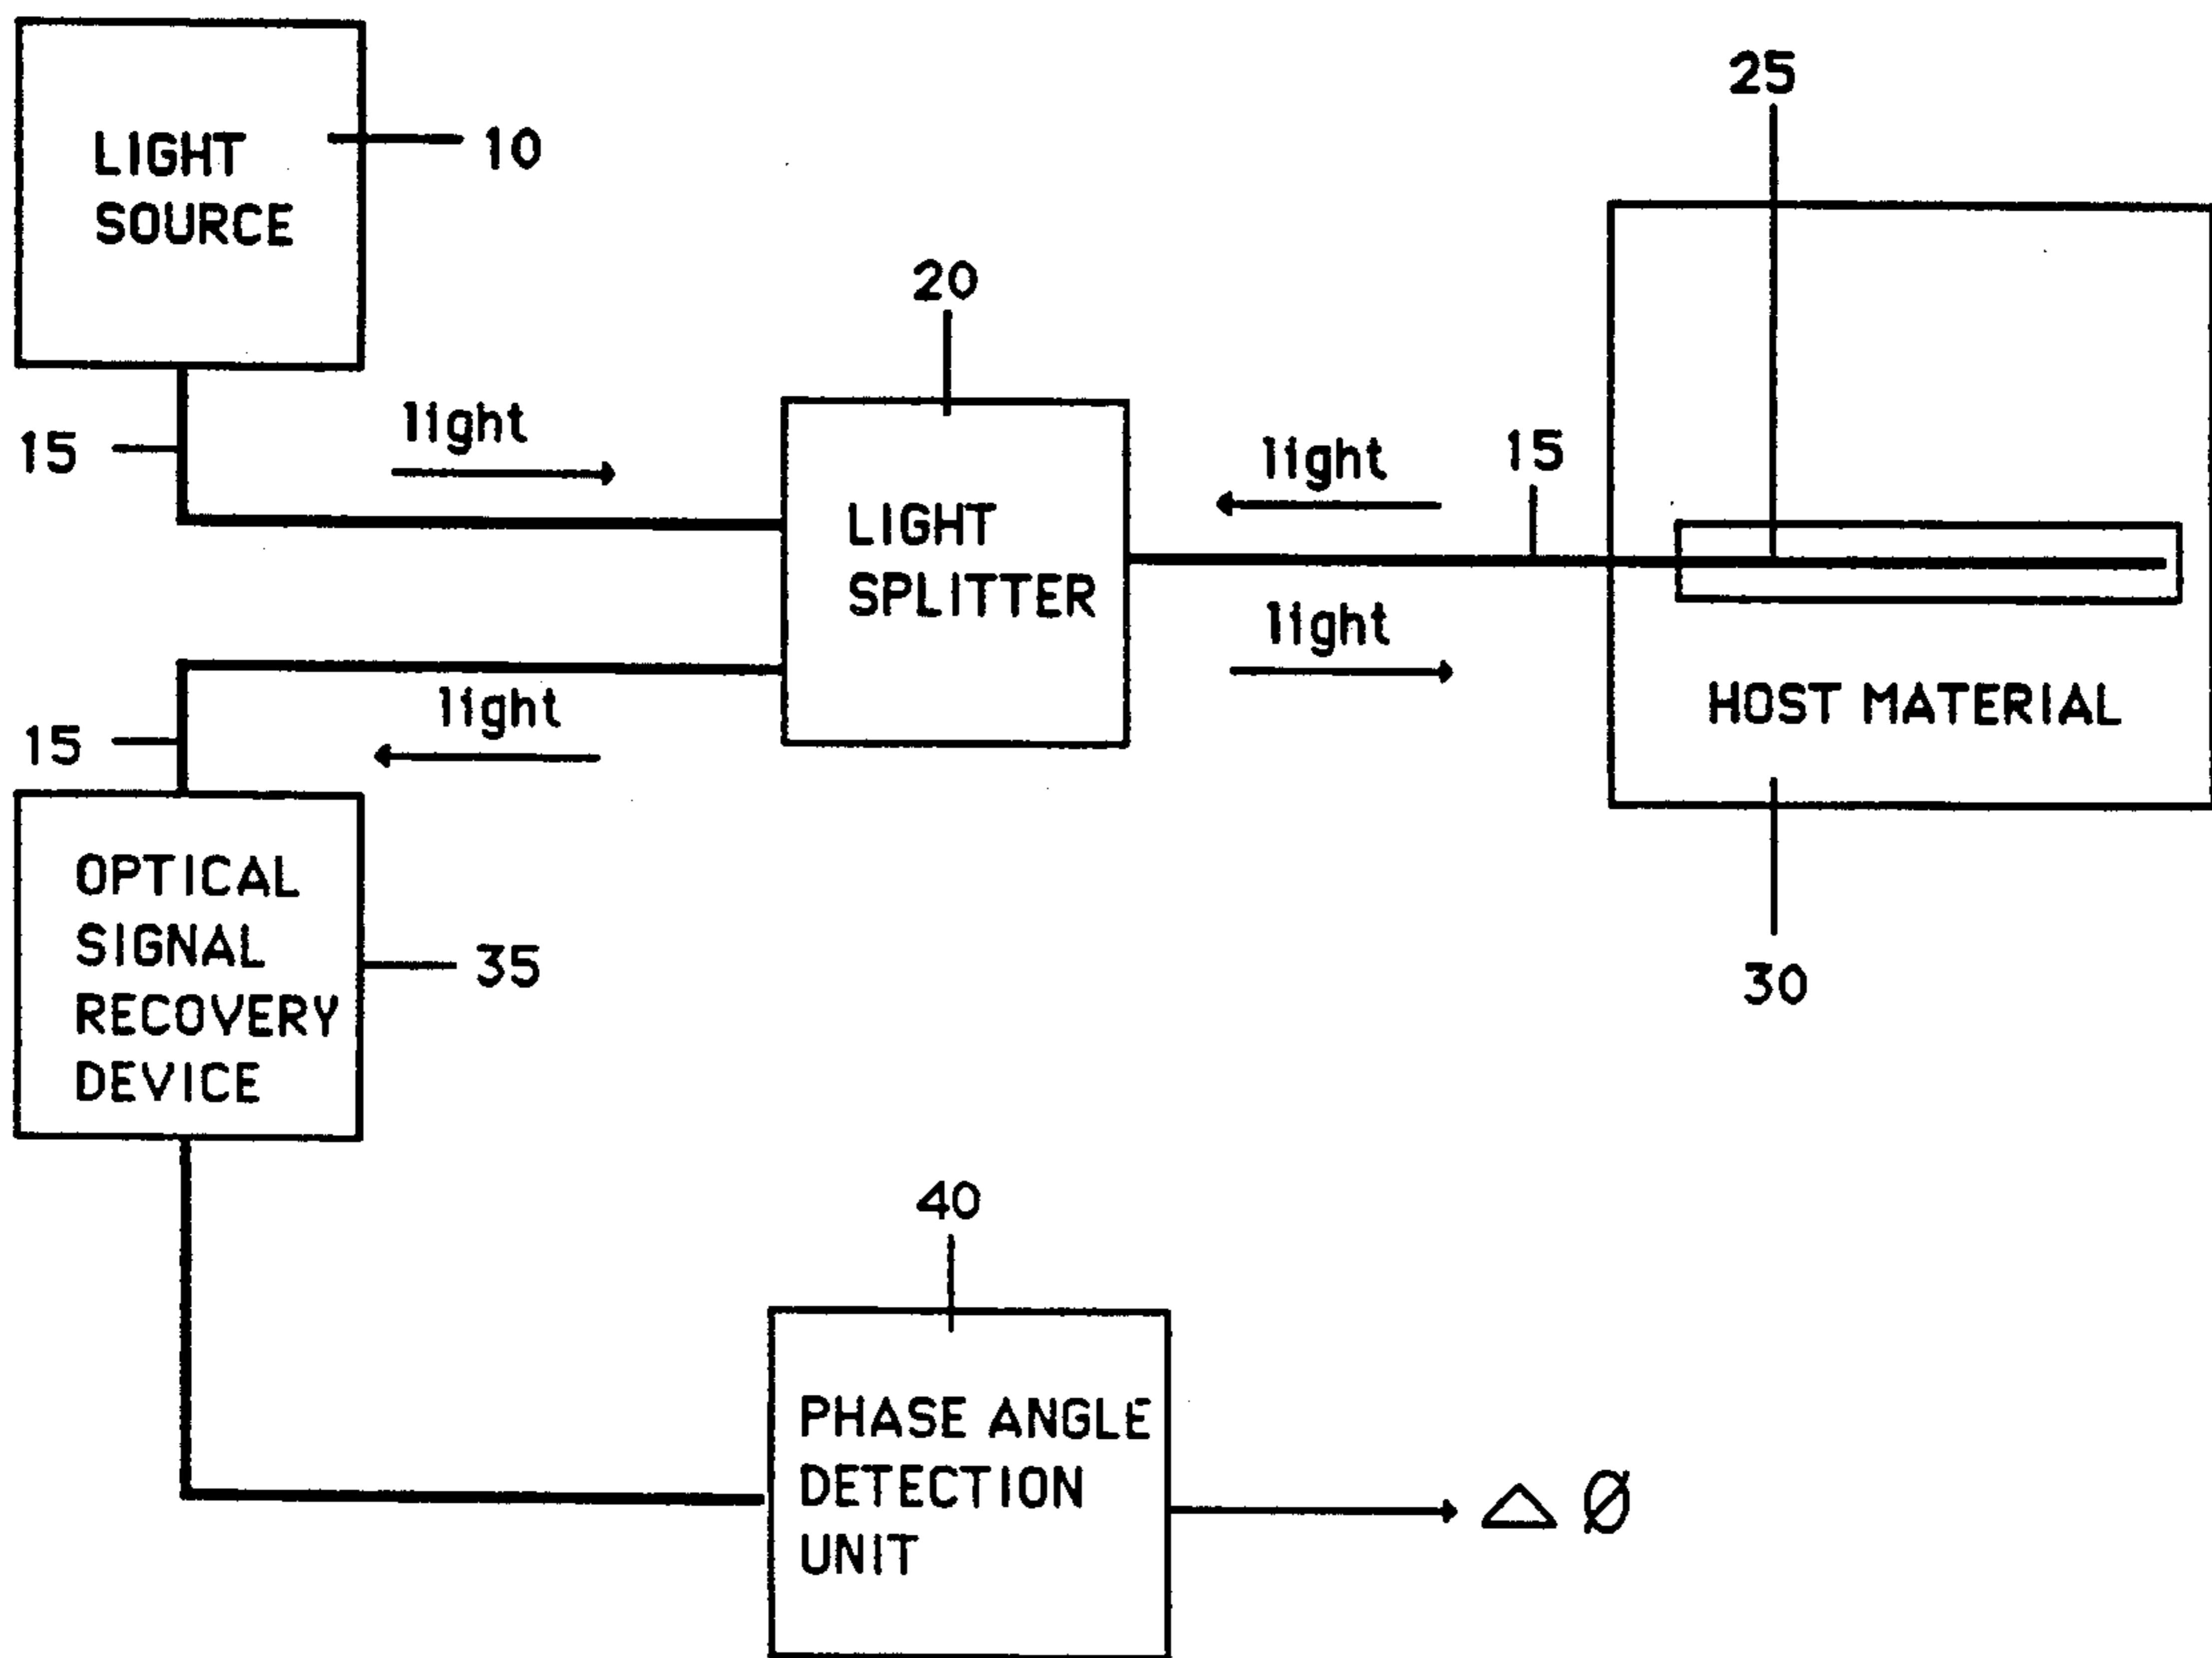 LIGHT
SOURCE
10
25
20
15
light
light
15
LIGHT
SPLITTER
light
light
HOST MATERIAL
15
30
OPTICAL
SIGNAL
RECOVERY
DEVICE
35
40
PHASE ANGLE
DETECTION
UNIT
△ Ø